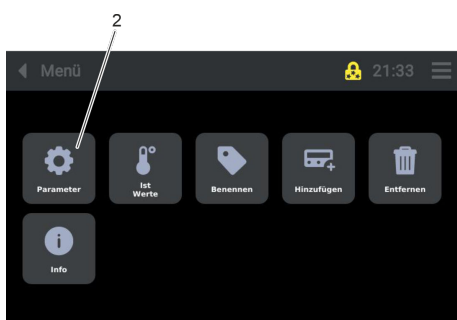 2
Menü
21:33
Parameter
Ist
Werte
Benennen
Hinzufügen
Entfernen
Info